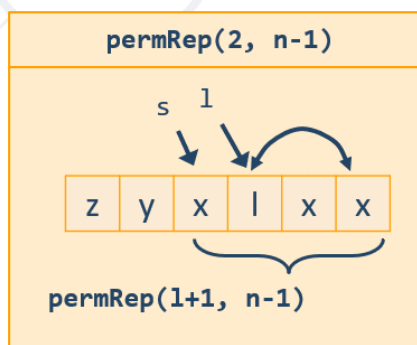 permRep(2, n-1)
s l
z y x l x x
permRep(l+1, n-1)